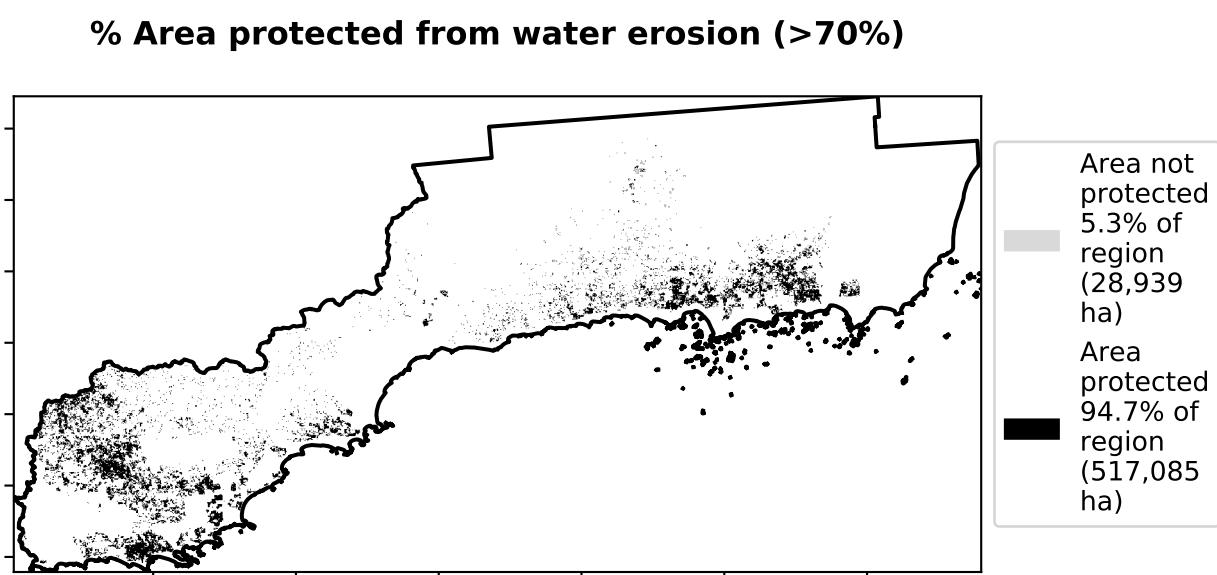 % Area protected from water erosion (>70%)
Area not
protected
5.3% of
region
(28,939
ha)
Area
protected
94.7% of
region
(517,085
ha)